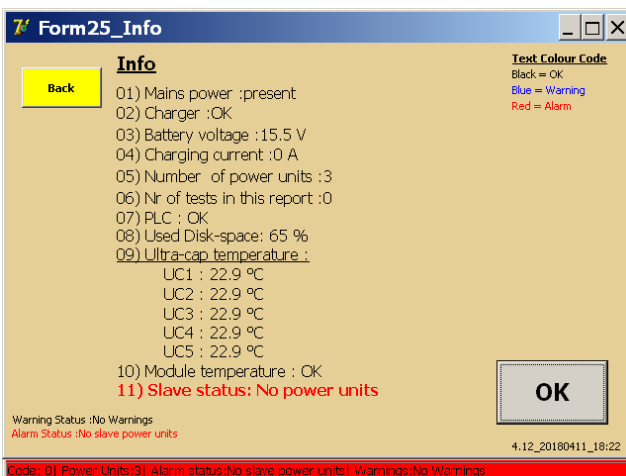 Form25_Info
Back
Info
01) Mains power :present
02) Charger :OK
03) Battery voltage :15.5 V
04) Charging current :0 A
05) Number of power units :3
06) Nr of tests in this report :0
07) PLC : OK
08) Used Disk-space: 65 %
09) Ultra-cap temperature :
UC1 : 22.9 ºC
UC2 : 22.9 ºC
UC3 : 22.9 ºC
UC4 : 22.9 ºC
UC5 : 22.9 ºC
10) Module temperature : OK
11) Slave status: No power units
Text Colour Code
Black = OK
Blue = Warning
Red = Alarm
OK
Warning Status :No Warnings
Alarm Status :No slave power units
4.12_20180411_18:22
Code: 0| Power Units:3| Alarm status:No slave power units| Warnings:No Warnings